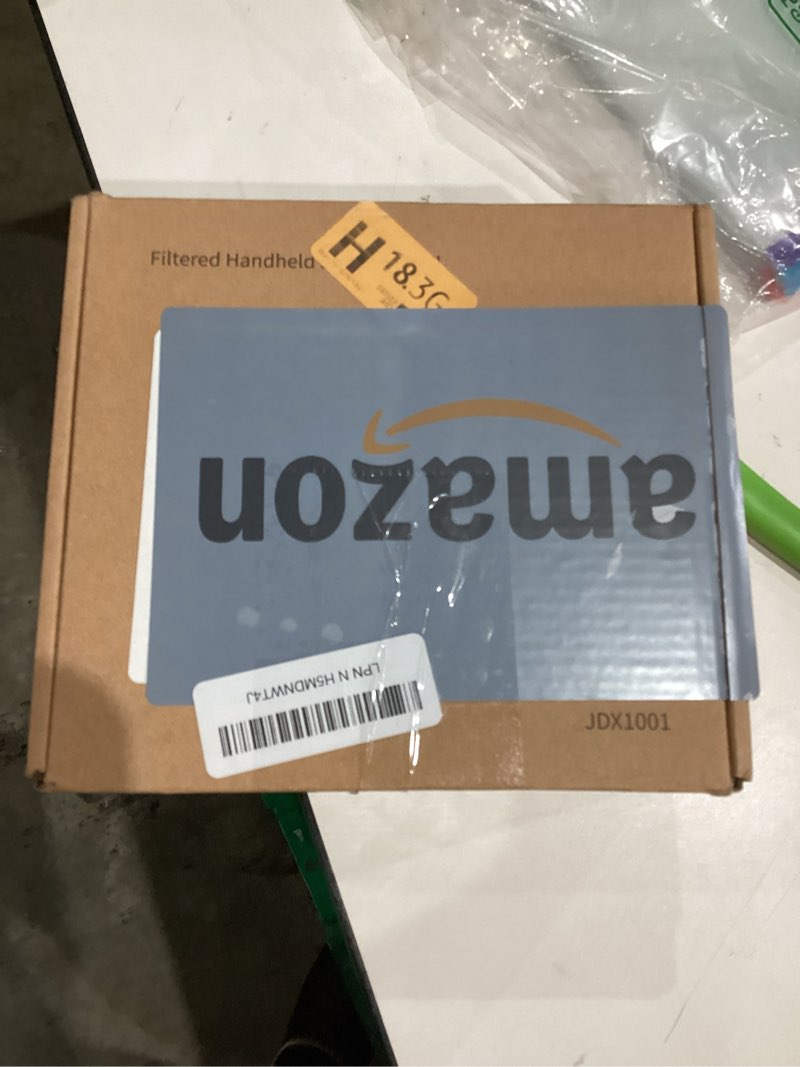 Filtered Handheld
H 18.3G
amazon
LPN N HSMDNWT4J
JDX1001